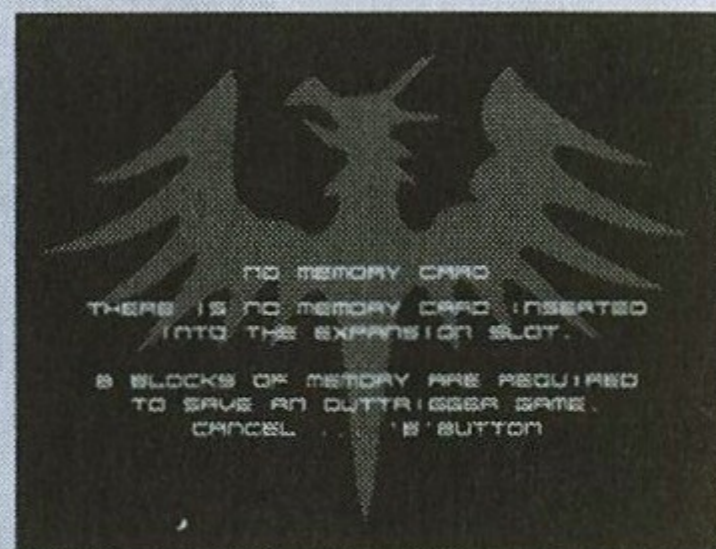 NO MEMORY CARD
THERE IS NO MEMORY CARD INSERTED
INTO THE EXPANSION SLOT.
8 BLOCKS OF MEMORY ARE REQUIRED
TO SAVE AN OUTTRIGGER GAME.
CANCEL ... 'B' BUTTON